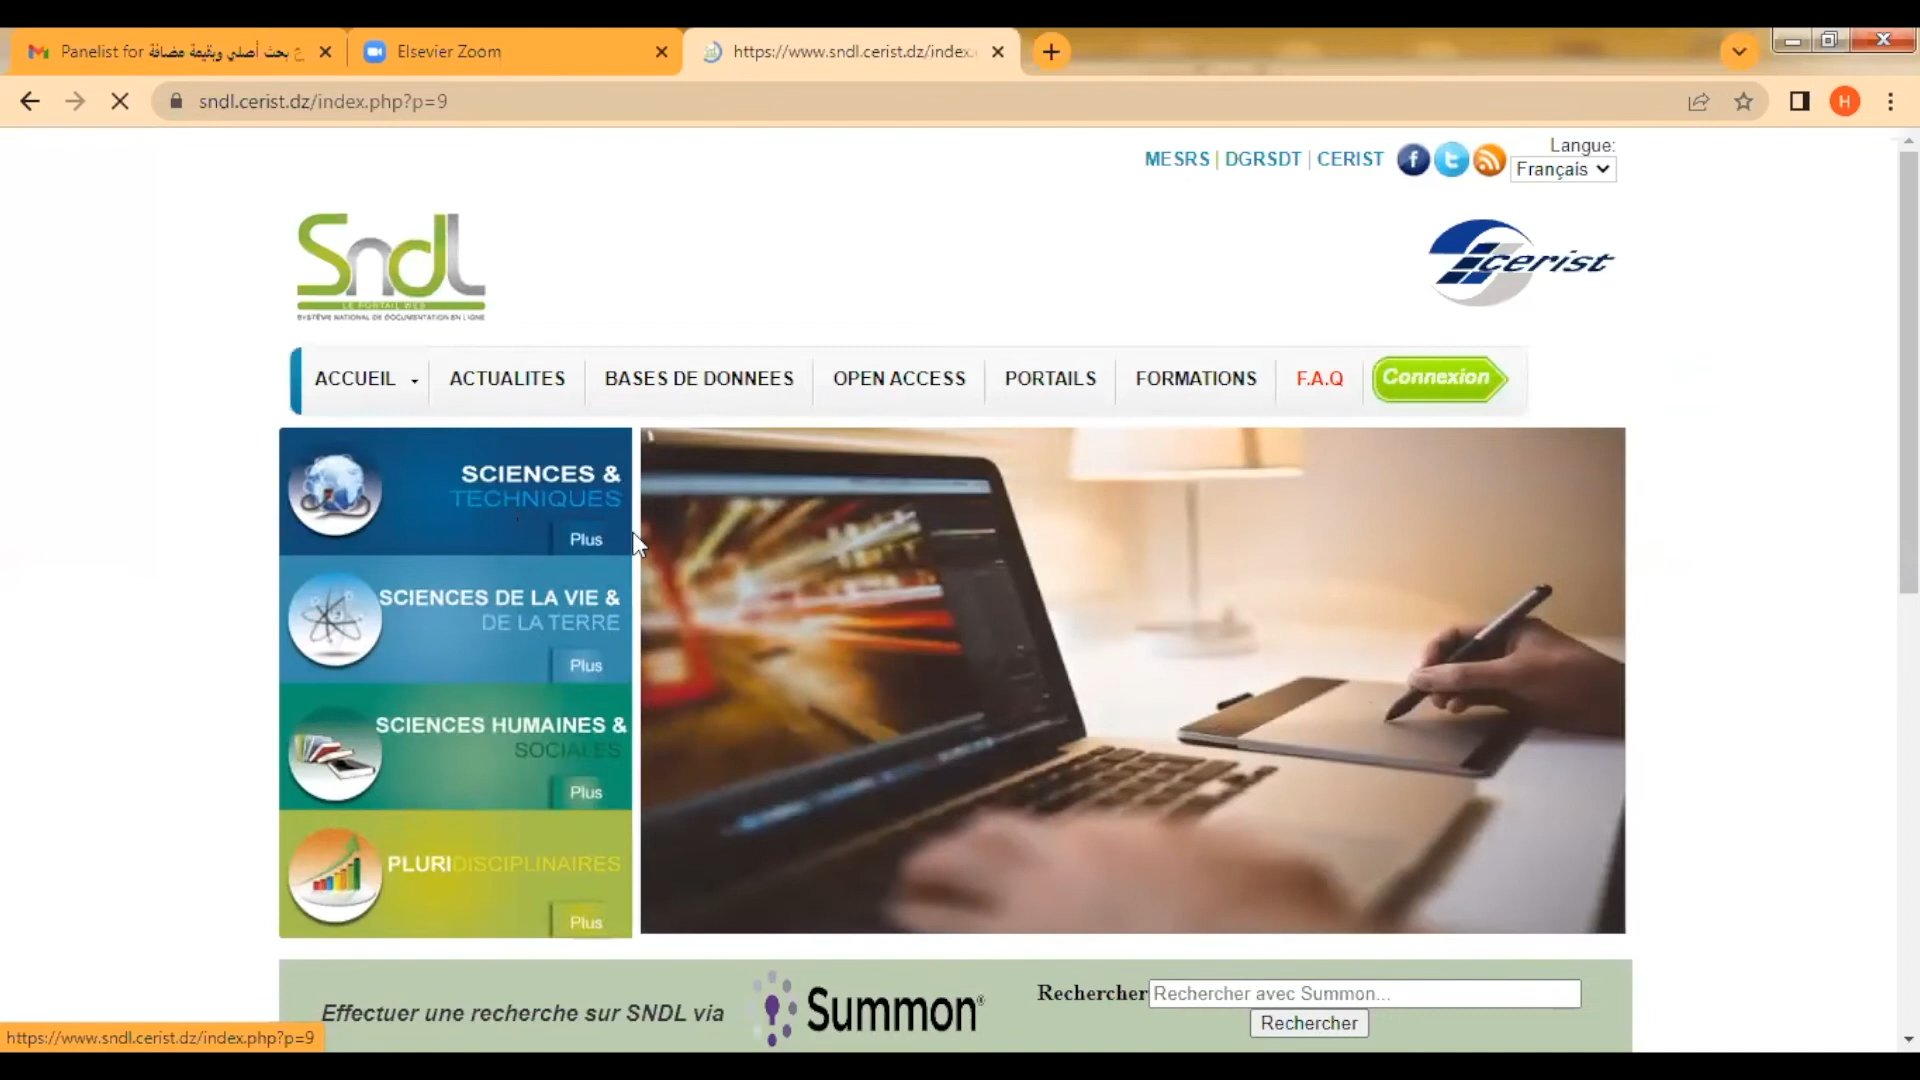 Panelist for بحث أصلي وبقيمة مضافة
Elsevier Zoom
https://www.sndl.cerist.dz/index.
sndl.cerist.dz/index.php?p=9
H
MESRS | DGRSDT | CERIST
Langue:
Français
Sndl
LE PORTAIL WEB
SYSTÈME NATIONAL DE DOCUMENTATION EN LIGNE
cerist
ACCUEIL
ACTUALITES
BASES DE DONNEES
OPEN ACCESS
PORTAILS
FORMATIONS
F.A.Q
Connexion
SCIENCES &
TECHNIQUES
Plus
SCIENCES DE LA VIE &
DE LA TERRE
Plus
SCIENCES HUMAINES &
SOCIALES
Plus
PLURIDISCIPLINAIRES
Plus
Effectuer une recherche sur SNDL via
Summon®
Rechercher
Rechercher avec Summon...
Rechercher
https://www.sndl.cerist.dz/index.php?p=9